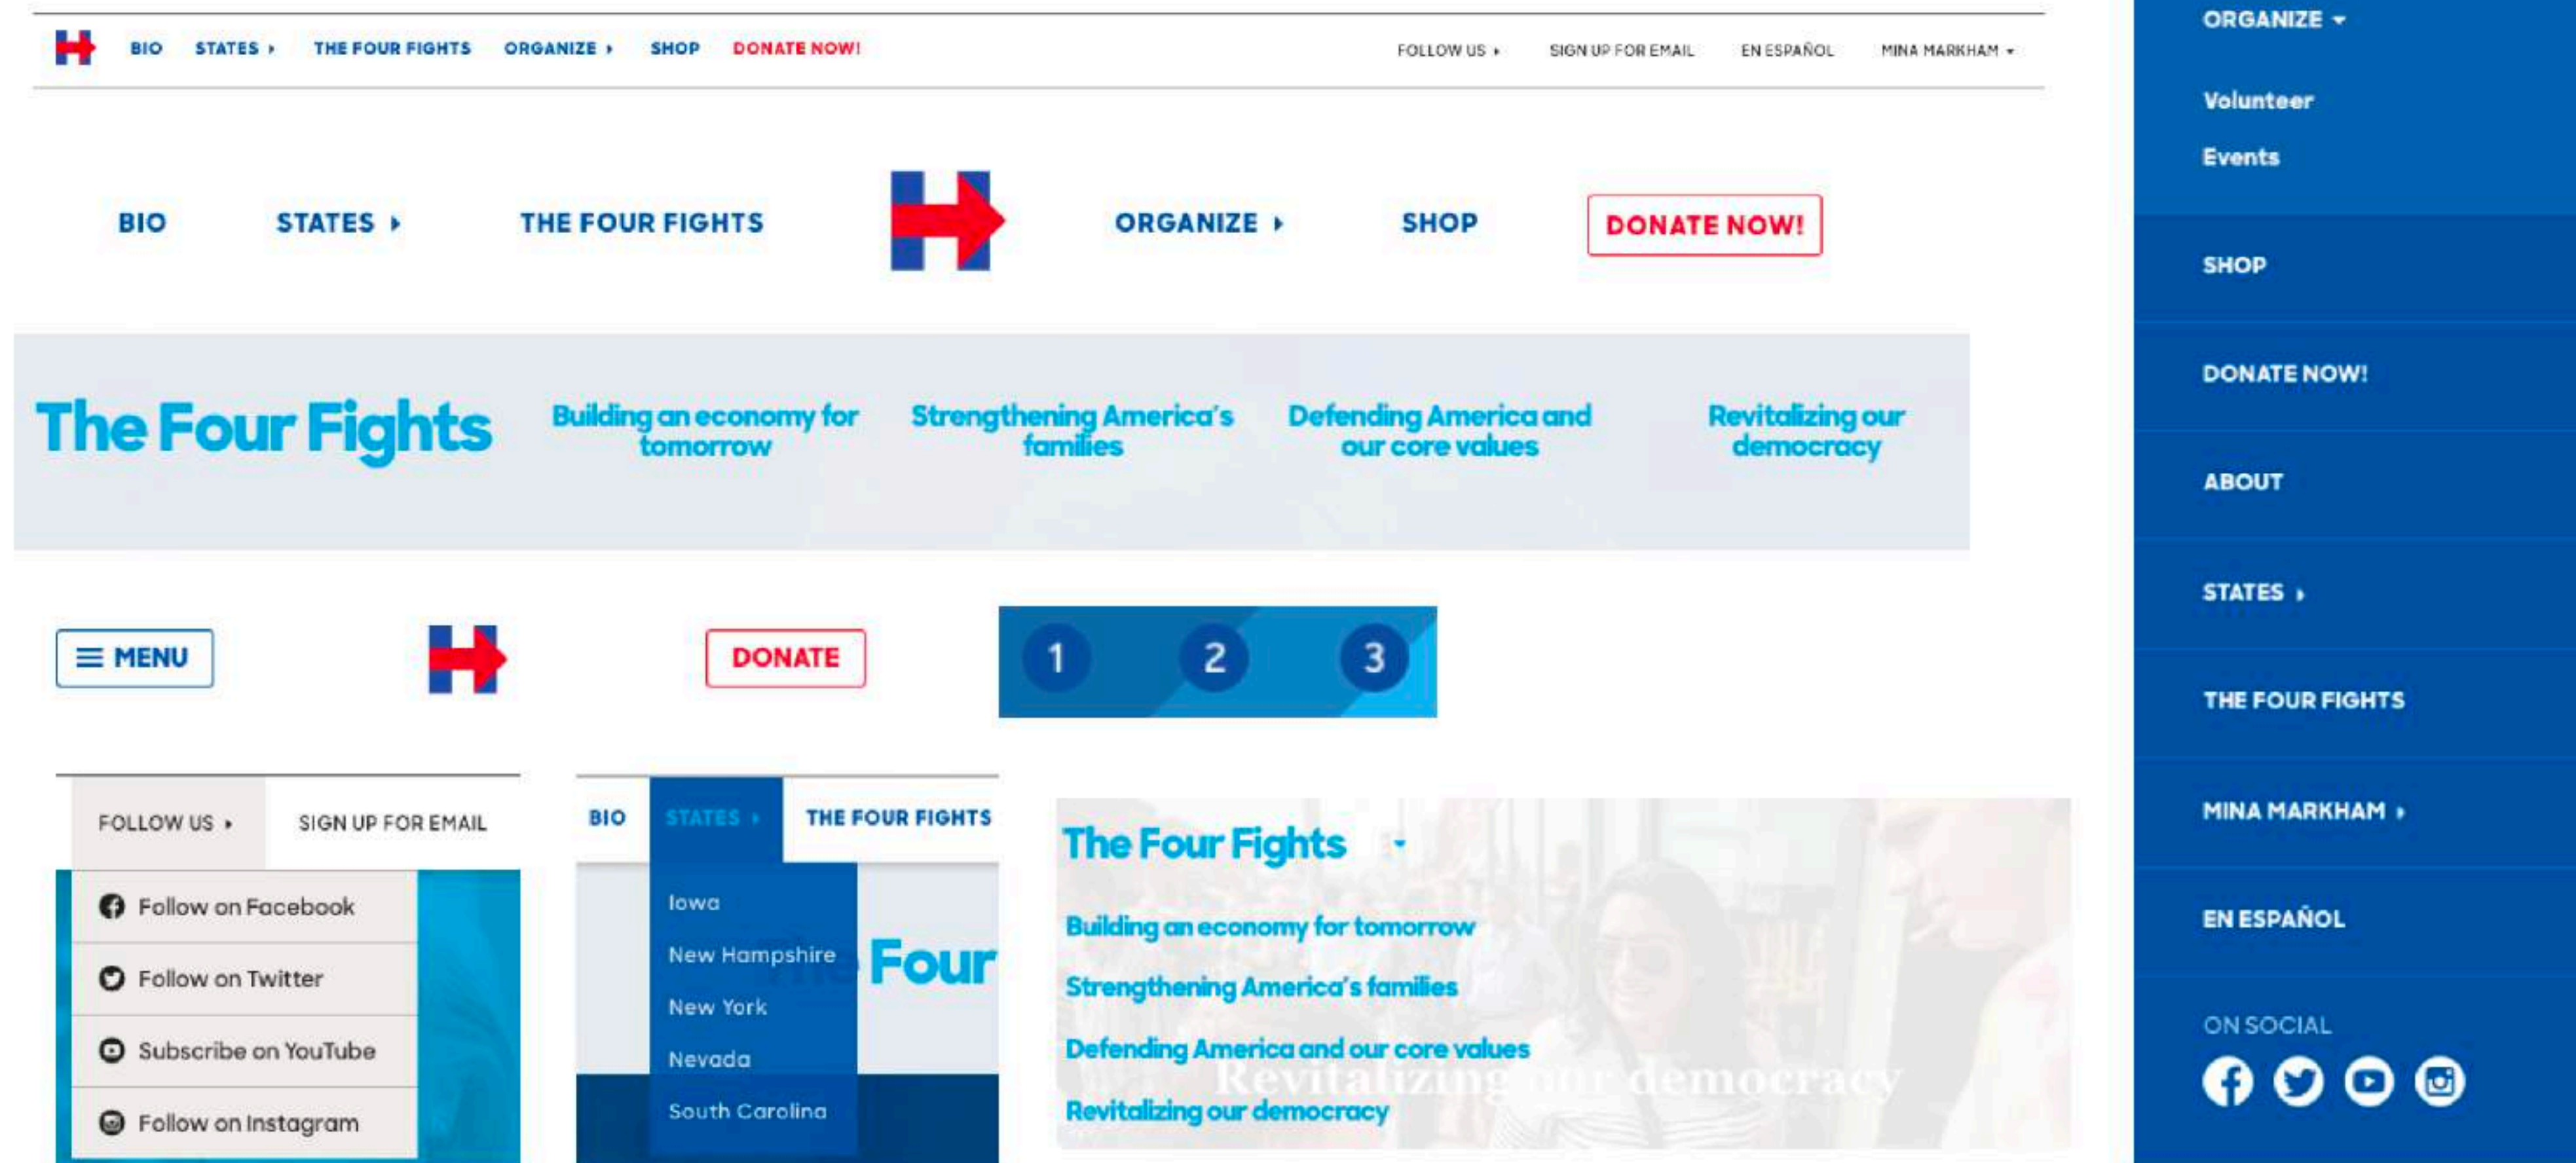 BIO STATES THE FOUR FIGHTS ORGANIZE SHOP DONATE NOW! FOLLOW US SIGN UP FOR EMAIL EN ESPAÑOL MINA MARKHAM
BIO STATES THE FOUR FIGHTS ORGANIZE SHOP DONATE NOW!
The Four Fights
Building an economy for
tomorrow
Strengthening America's
families
Defending America and
our core values
Revitalizing our
democracy
MENU
DONATE
1 2 3
FOLLOW US SIGN UP FOR EMAIL
Follow on Facebook
Follow on Twitter
Subscribe on YouTube
Follow on Instagram
BIO STATES THE FOUR FIGHTS
Iowa
New Hampshire
New York
Nevada
South Carolina
The Four
The Four Fights
Building an economy for tomorrow
Strengthening America's families
Defending America and our core values
Revitalizing our democracy
Revitalizing our democracy
ORGANIZE
Volunteer
Events
SHOP
DONATE NOW!
ABOUT
STATES
THE FOUR FIGHTS
MINA MARKHAM
EN ESPAÑOL
ON SOCIAL